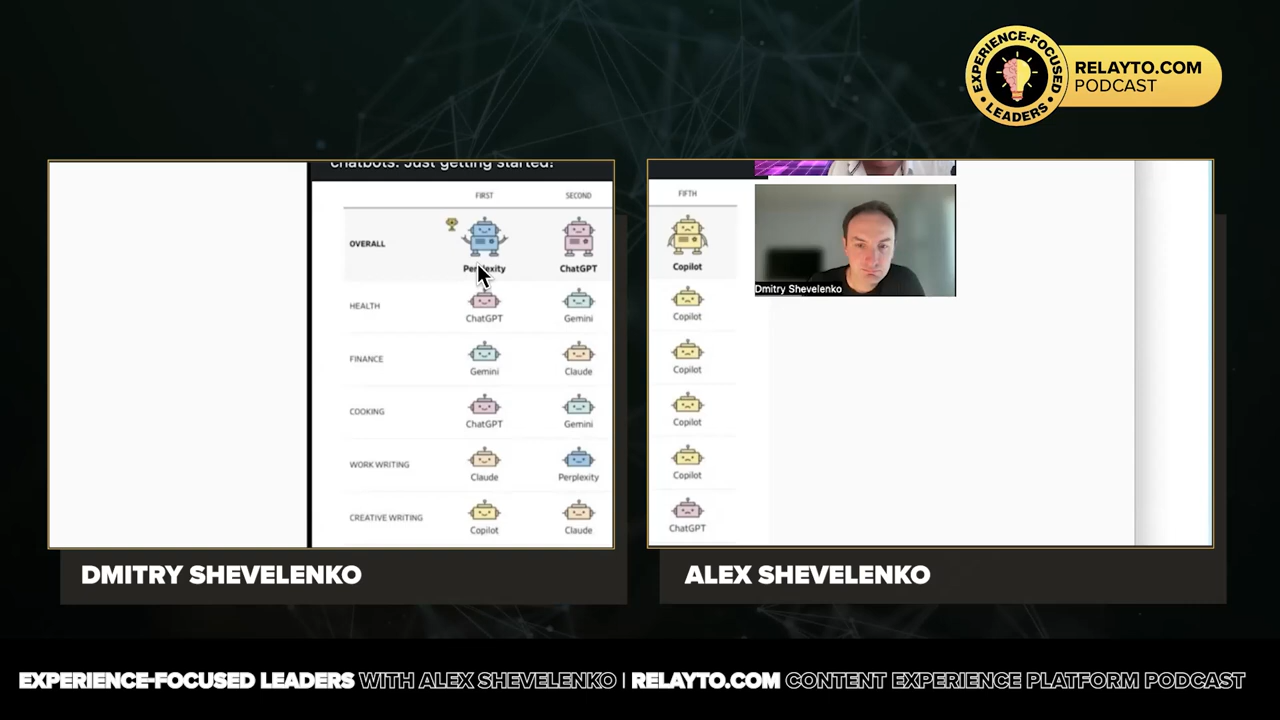 EXPERIENCE-FOCUSED
LEADERS
RELAYTO.COM
PODCAST
chatbots. Just getting started!
FIRST SECOND
OVERALL
Perplexity ChatGPT
HEALTH
ChatGPT Gemini
FINANCE
Gemini Claude
COOKING
ChatGPT Gemini
WORK WRITING
Claude Perplexity
CREATIVE WRITING
Copilot Claude
FIFTH
Copilot
Copilot
Copilot
Copilot
Copilot
ChatGPT
Dmitry Shevelenko
DMITRY SHEVELENKO
ALEX SHEVELENKO
EXPERIENCE-FOCUSED LEADERS WITH ALEX SHEVELENKO | RELAYTO.COM CONTENT EXPERIENCE PLATFORM PODCAST